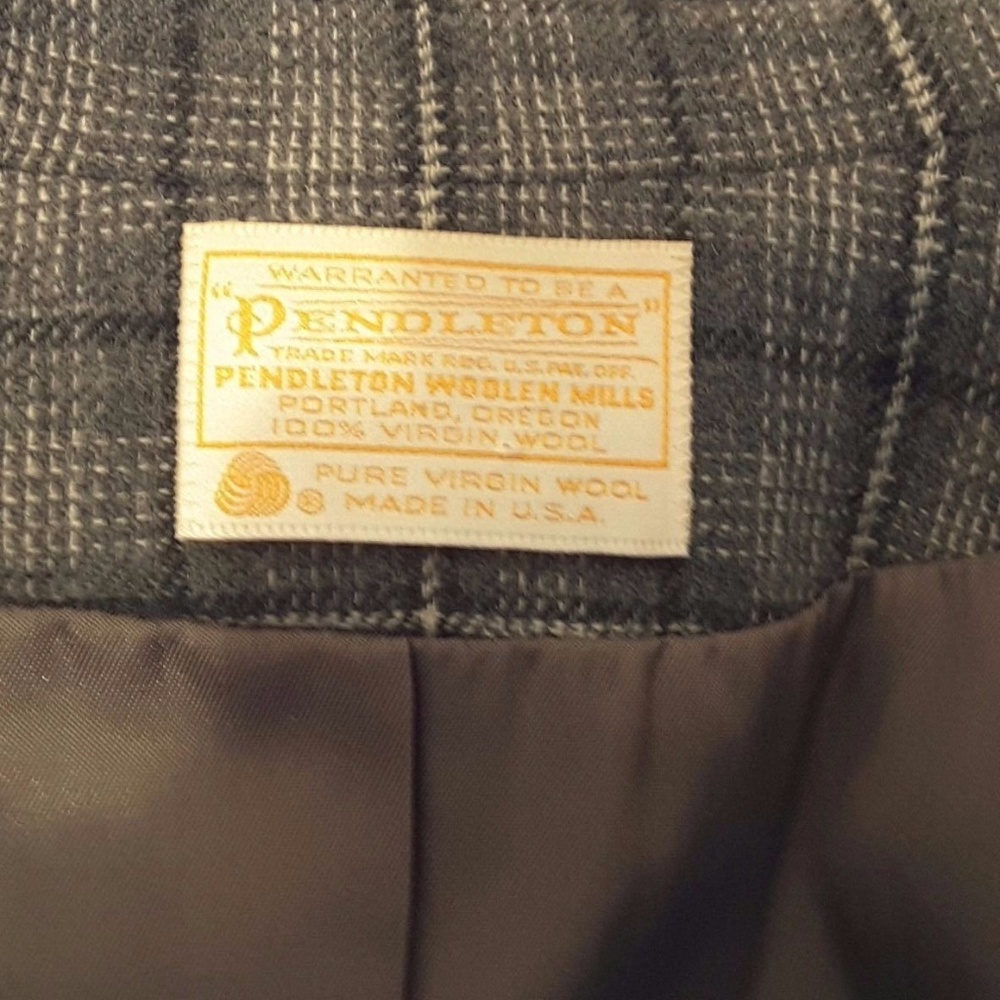 WARRANTED TO BE A
"PENDLETON"
TRADE MARK REG. U.S. PAT. OFF.
PENDLETON WOOLEN MILLS
PORTLAND, OREGON
100% VIRGIN WOOL
PURE VIRGIN WOOL
® MADE IN U.S.A.